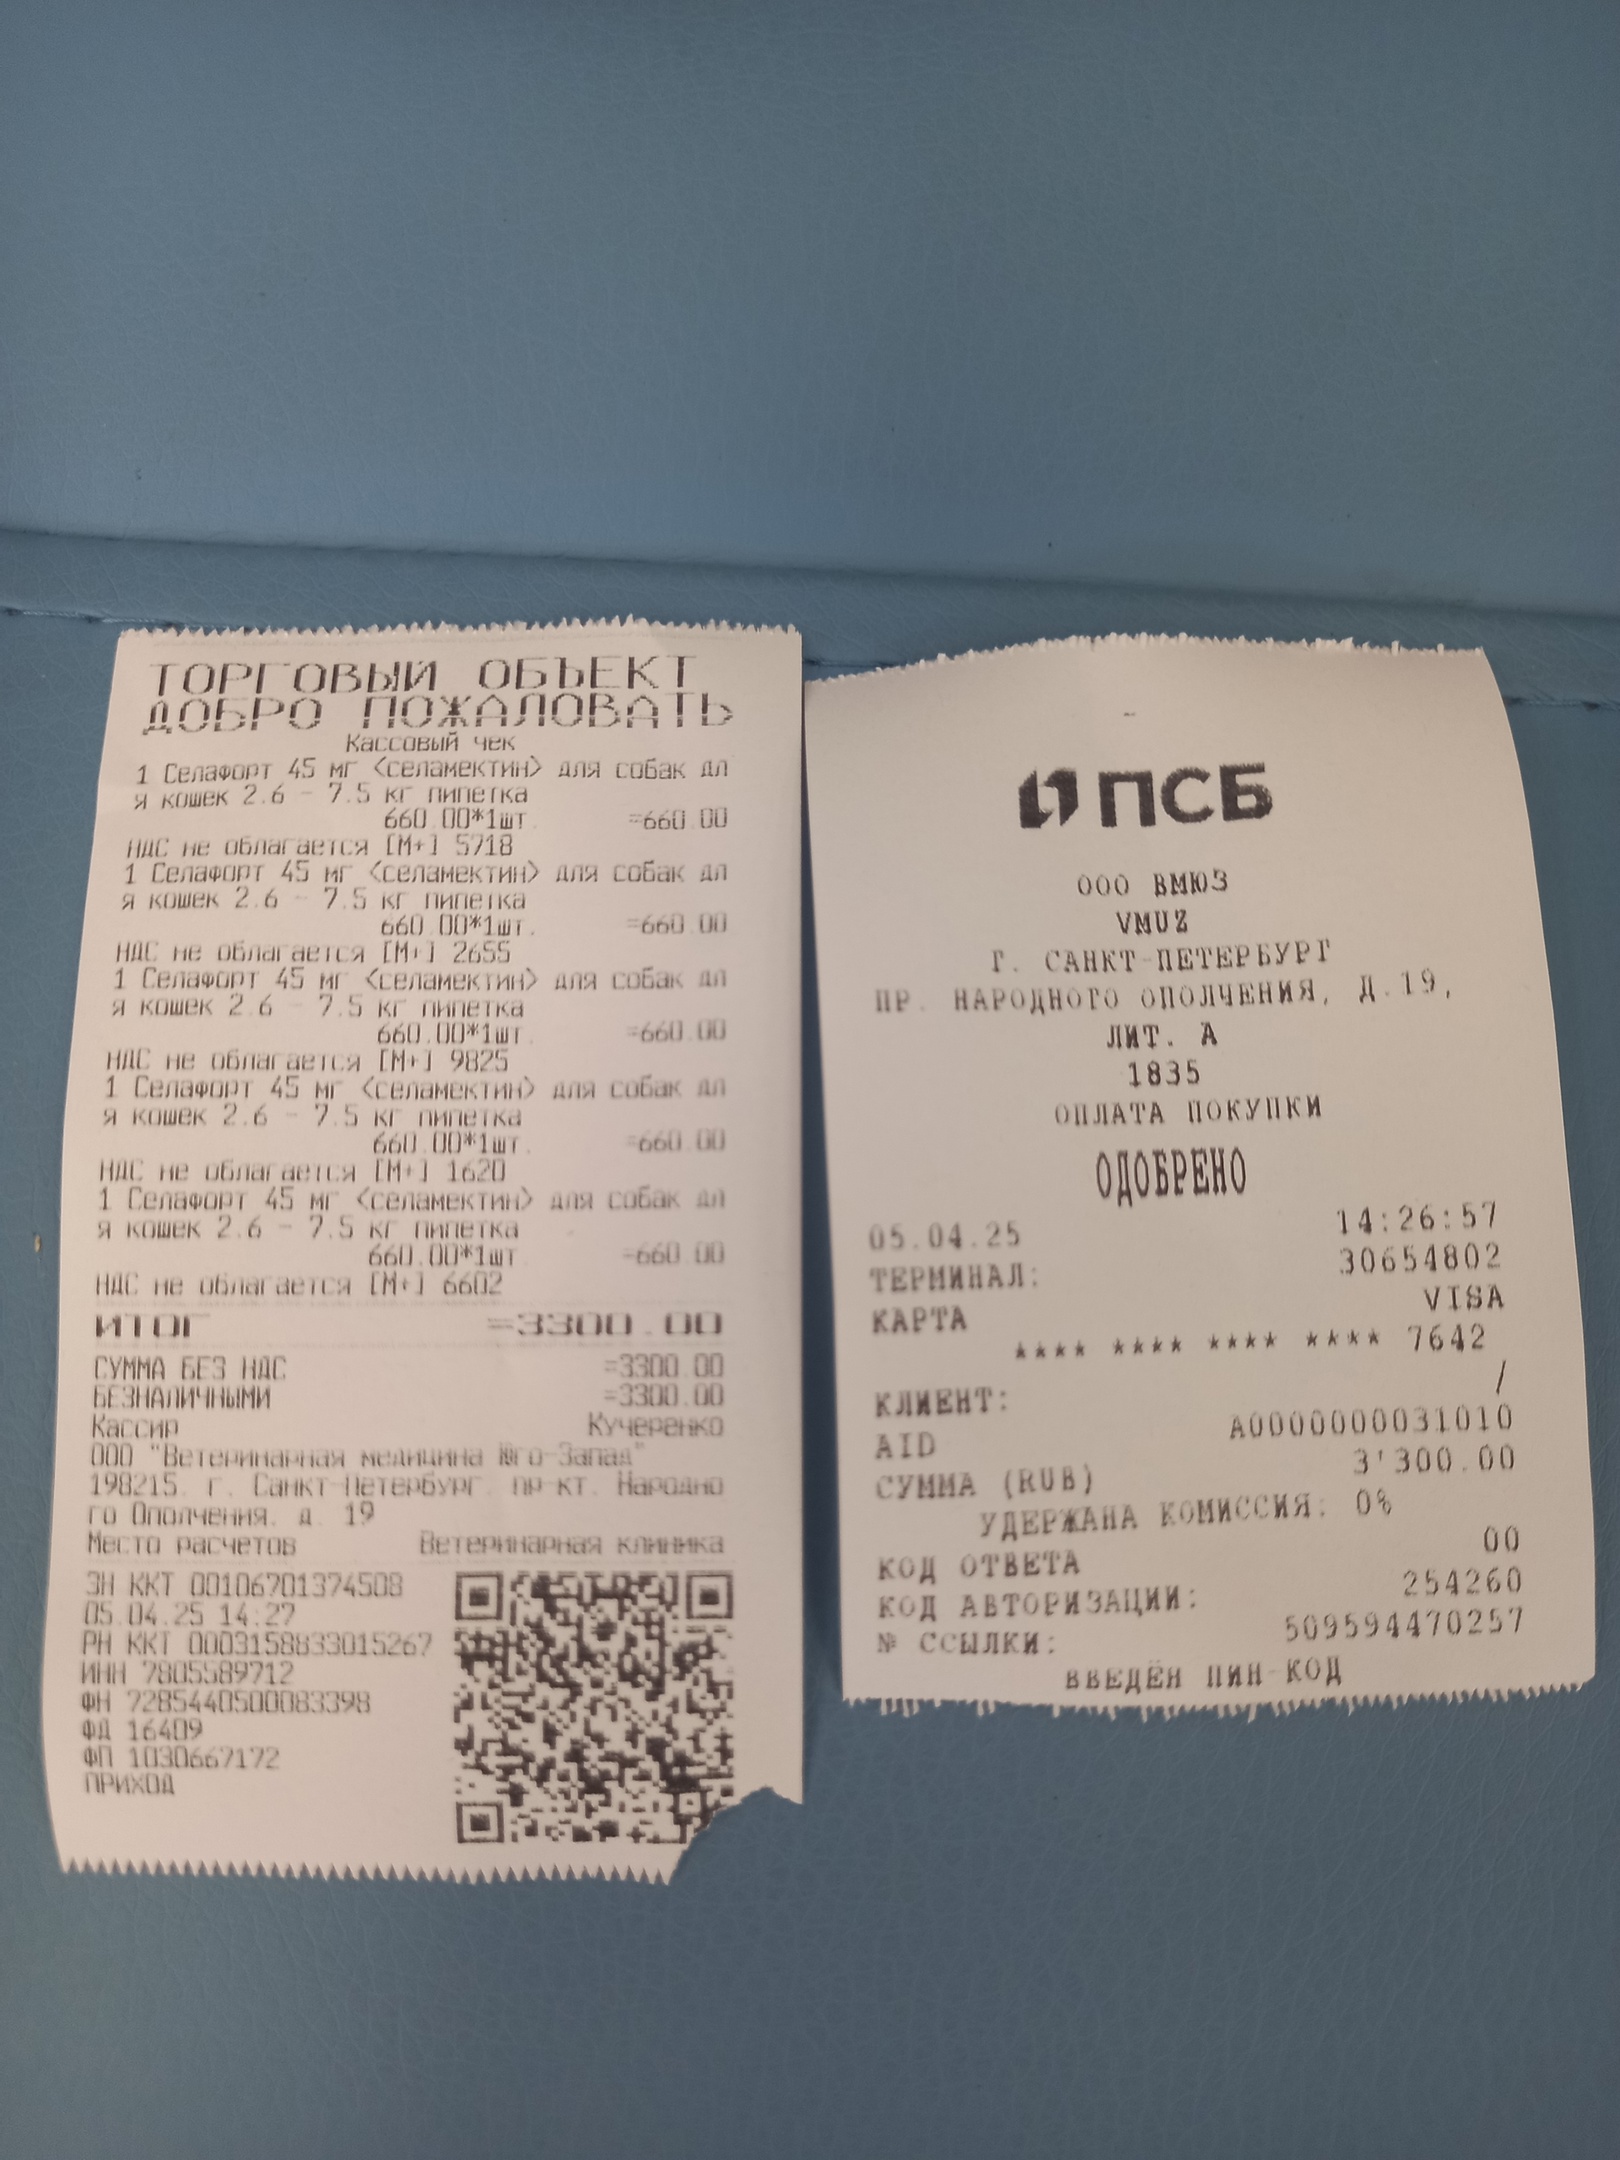 ТОРГОВЫЙ ОБЪЕКТ
ДОБРО ПОЖАЛОВАТЬ
Кассовый чек
1 Селафорт 45 мг <селамектин> для собак дл
я кошек 2.6 - 7.5 кг пипетка
660.00*1шт. =660.00
НДС не облагается [М+] 5718
1 Селафорт 45 мг <селамектин> для собак дл
я кошек 2.6 - 7.5 кг пипетка
660.00*1шт. =660.00
НДС не облагается [М+] 2655
1 Селафорт 45 мг <селамектин> для собак дл
я кошек 2.6 - 7.5 кг пипетка
660.00*1шт. =660.00
НДС не облагается [М+] 9825
1 Селафорт 45 мг <селамектин> для собак дл
я кошек 2.6 - 7.5 кг пипетка
660.00*1шт. =660.00
НДС не облагается [М+] 1620
1 Селафорт 45 мг <селамектин> для собак дл
я кошек 2.6 - 7.5 кг пипетка
660.00*1шт. =660.00
НДС не облагается [М+] 6602
ИТОГ =3300.00
СУММА БЕЗ НДС =3300.00
БЕЗНАЛИЧНЫМИ =3300.00
Кассир Кучеренко
ООО "Ветеринарная медицина Юго-Запад"
198215, г. Санкт-Петербург, пр-кт. Народно
го Ополчения, д. 19
Место расчетов Ветеринарная клиника
ЗН ККТ 00106701374508
05.04.25 14:27
РН ККТ 0003158833015267
ИНН 7805589712
ФН 7285440500083398
ФД 16409
ФП 1030667172
ПРИХОД
ПСБ
ООО ВМЮЗ
VMUZ
Г. САНКТ-ПЕТЕРБУРГ
ПР. НАРОДНОГО ОПОЛЧЕНИЯ, Д.19,
ЛИТ. А
1835
ОПЛАТА ПОКУПКИ
ОДОБРЕНО
05.04.25 14:26:57
ТЕРМИНАЛ: 30654802
КАРТА VISA
**** **** **** **** 7642
КЛИЕНТ: /
AID A0000000031010
СУММА (RUB) 3'300.00
УДЕРЖАНА КОМИССИЯ: 0%
КОД ОТВЕТА 00
КОД АВТОРИЗАЦИИ: 254260
№ ССЫЛКИ: 509594470257
ВВЕДЁН ПИН-КОД